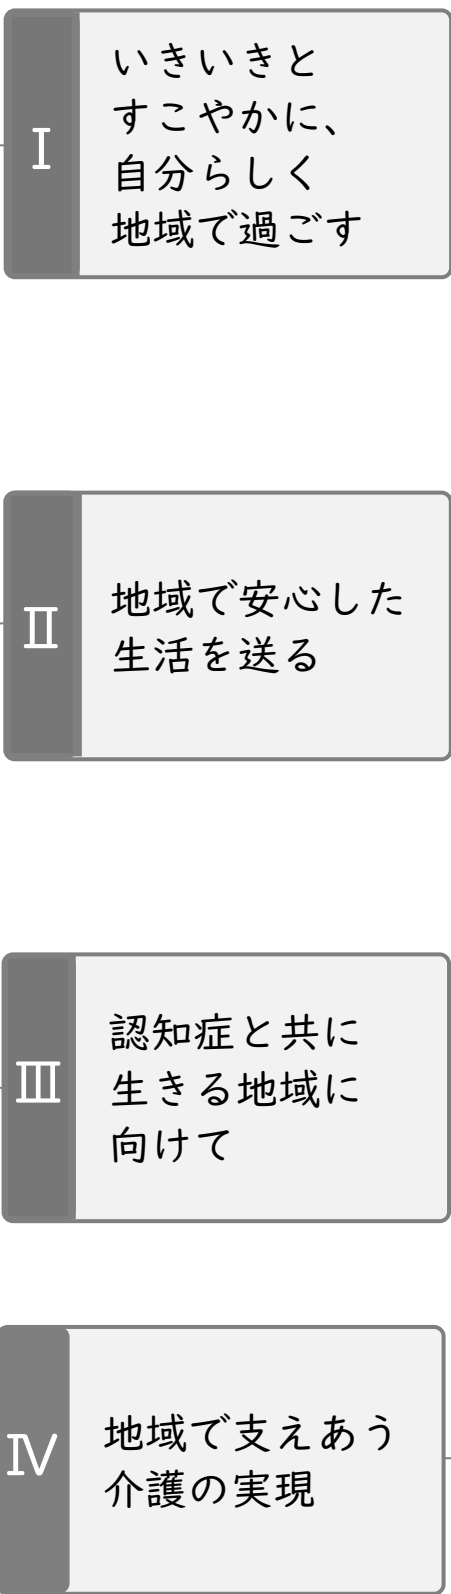 Ⅰ
いきいきと
すこやかに、
自分らしく
地域で過ごす
Ⅱ
地域で安心した
生活を送る
Ⅲ
認知症と共に
生きる地域に
向けて
Ⅳ
地域で支えあう
介護の実現